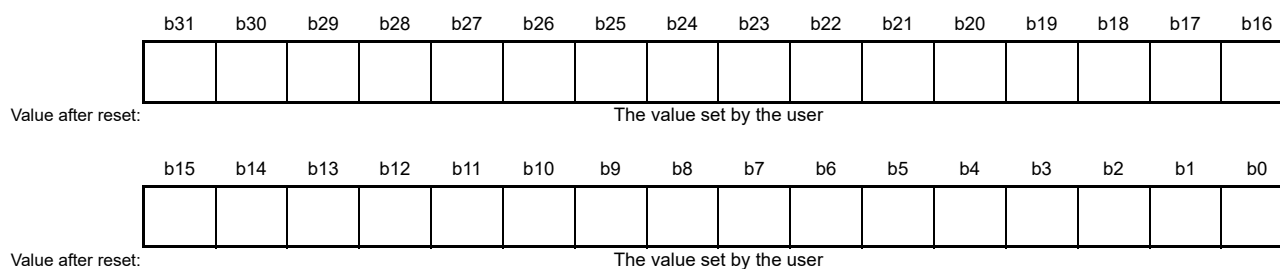 b31 b30 b29 b28 b27 b26 b25 b24 b23 b22 b21 b20 b19 b18 b17 b16
Value after reset: The value set by the user
b15 b14 b13 b12 b11 b10 b9 b8 b7 b6 b5 b4 b3 b2 b1 b0
Value after reset: The value set by the user